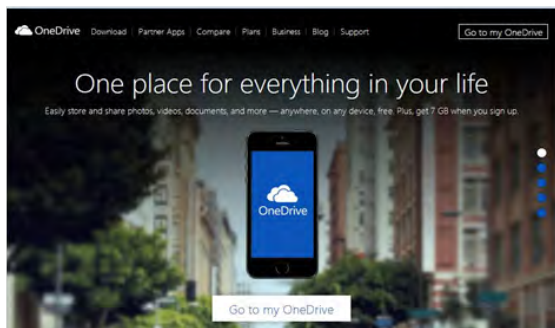 OneDrive Download | Partner Apps | Compare | Plans | Business | Blog | Support Go to my OneDrive
One place for everything in your life
Easily store and share photos, videos, documents, and more — anywhere, on any device, free. Plus, get 7 GB when you sign up.
OneDrive
Go to my OneDrive